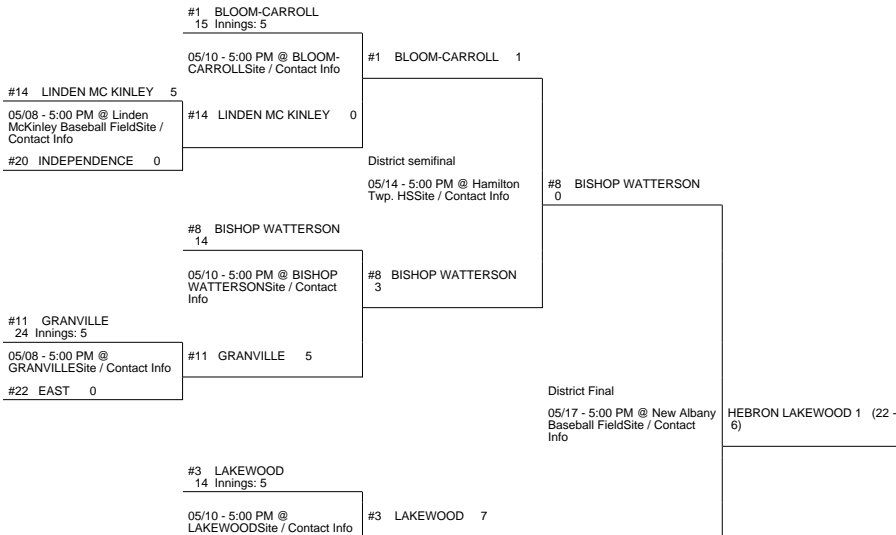 #1 BLOOM-CARROLL
15 Innings: 5
05/10 - 5:00 PM @ BLOOM-
CARROLLSite / Contact Info
#1 BLOOM-CARROLL 1
#14 LINDEN MC KINLEY 5
05/08 - 5:00 PM @ Linden
McKinley Baseball FieldSite /
Contact Info
#14 LINDEN MC KINLEY 0
#20 INDEPENDENCE 0
District semifinal
05/14 - 5:00 PM @ Hamilton
Twp. HSSite / Contact Info
#8 BISHOP WATTERSON
0
#8 BISHOP WATTERSON
14
05/10 - 5:00 PM @ BISHOP
WATTERSONSite / Contact
Info
#8 BISHOP WATTERSON
3
#11 GRANVILLE
24 Innings: 5
05/08 - 5:00 PM @
GRANVILLESite / Contact Info
#11 GRANVILLE 5
#22 EAST 0
District Final
05/17 - 5:00 PM @ New Albany
Baseball FieldSite / Contact
Info
HEBRON LAKEWOOD 1 (22 -
6)
#3 LAKEWOOD
14 Innings: 5
05/10 - 5:00 PM @
LAKEWOODSite / Contact Info
#3 LAKEWOOD 7